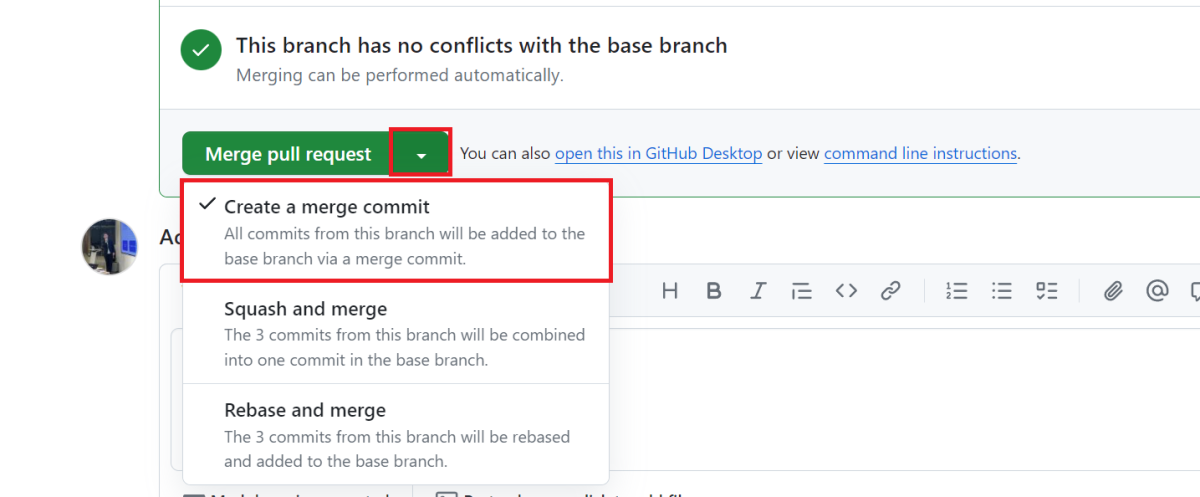 This branch has no conflicts with the base branch
Merging can be performed automatically.
Merge pull request
You can also open this in GitHub Desktop or view command line instructions.
Create a merge commit
All commits from this branch will be added to the
base branch via a merge commit.
Squash and merge
The 3 commits from this branch will be combined
into one commit in the base branch.
Rebase and merge
The 3 commits from this branch will be rebased
and added to the base branch.